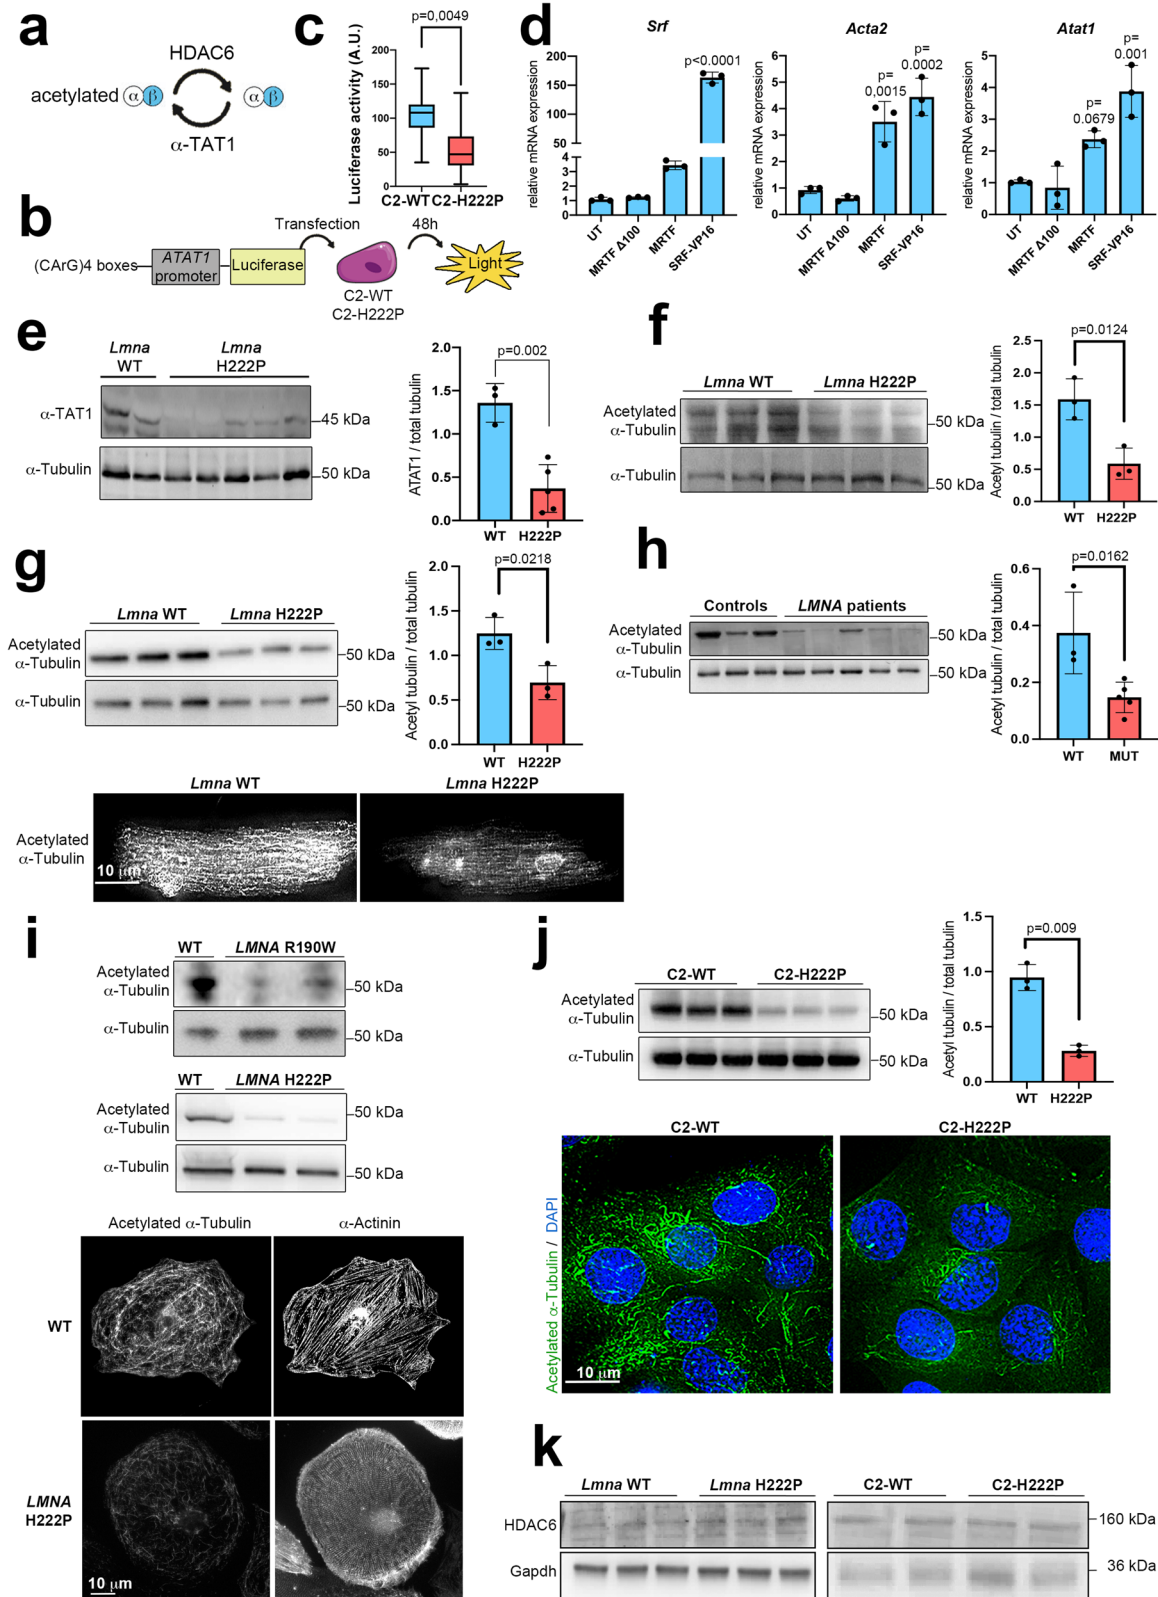 a
HDAC6
acetylated α β α β
α-TAT1
b
Transfection
48h
(CArG)4 boxes
ATAT1
promoter
Luciferase
Light
C2-WT
C2-H222P
c
p=0,0049
Luciferase activity (A.U.)
200
150
100
50
0
C2-WT C2-H222P
d
Srf
relative mRNA expression
200
150
100
50
4
3
2
1
0
p<0.0001
UT
MRTF Δ100
MRTF
SRF-VP16
Acta2
relative mRNA expression
6
4
2
0
p=
0,0015
p=
0.0002
UT
MRTF Δ100
MRTF
SRF-VP16
Atat1
relative mRNA expression
5
4
3
2
1
0
p=
0.0679
p=
0.001
UT
MRTF Δ100
MRTF
SRF-VP16
e
Lmna
WT
Lmna
H222P
α-TAT1
45 kDa
α-Tubulin
50 kDa
ATAT1 / total tubulin
2.0
1.5
1.0
0.5
0.0
p=0.002
WT H222P
f
Lmna WT Lmna H222P
Acetylated
α-Tubulin
50 kDa
α-Tubulin
50 kDa
Acetyl tubulin / total tubulin
2.5
2.0
1.5
1.0
0.5
0.0
p=0.0124
WT H222P
g
Lmna WT Lmna H222P
Acetylated
α-Tubulin
50 kDa
α-Tubulin
50 kDa
Acetyl tubulin / total tubulin
2.0
1.5
1.0
0.5
0.0
p=0.0218
WT H222P
Lmna WT Lmna H222P
Acetylated
α-Tubulin
10 μm
h
Controls LMNA patients
Acetylated
α-Tubulin
50 kDa
α-Tubulin
50 kDa
Acetyl tubulin / total tubulin
0.6
0.4
0.2
0.0
p=0.0162
WT MUT
i
WT LMNA R190W
Acetylated
α-Tubulin
50 kDa
α-Tubulin
50 kDa
WT LMNA H222P
Acetylated
α-Tubulin
50 kDa
α-Tubulin
50 kDa
Acetylated α-Tubulin α-Actinin
WT
LMNA
H222P
10 μm
j
C2-WT C2-H222P
Acetylated
α-Tubulin
50 kDa
α-Tubulin
50 kDa
Acetyl tubulin / total tubulin
1.5
1.0
0.5
0.0
p=0.009
WT H222P
C2-WT C2-H222P
Acetylated α-Tubulin / DAPI
10 μm
k
Lmna WT Lmna H222P C2-WT C2-H222P
HDAC6
160 kDa
Gapdh
36 kDa